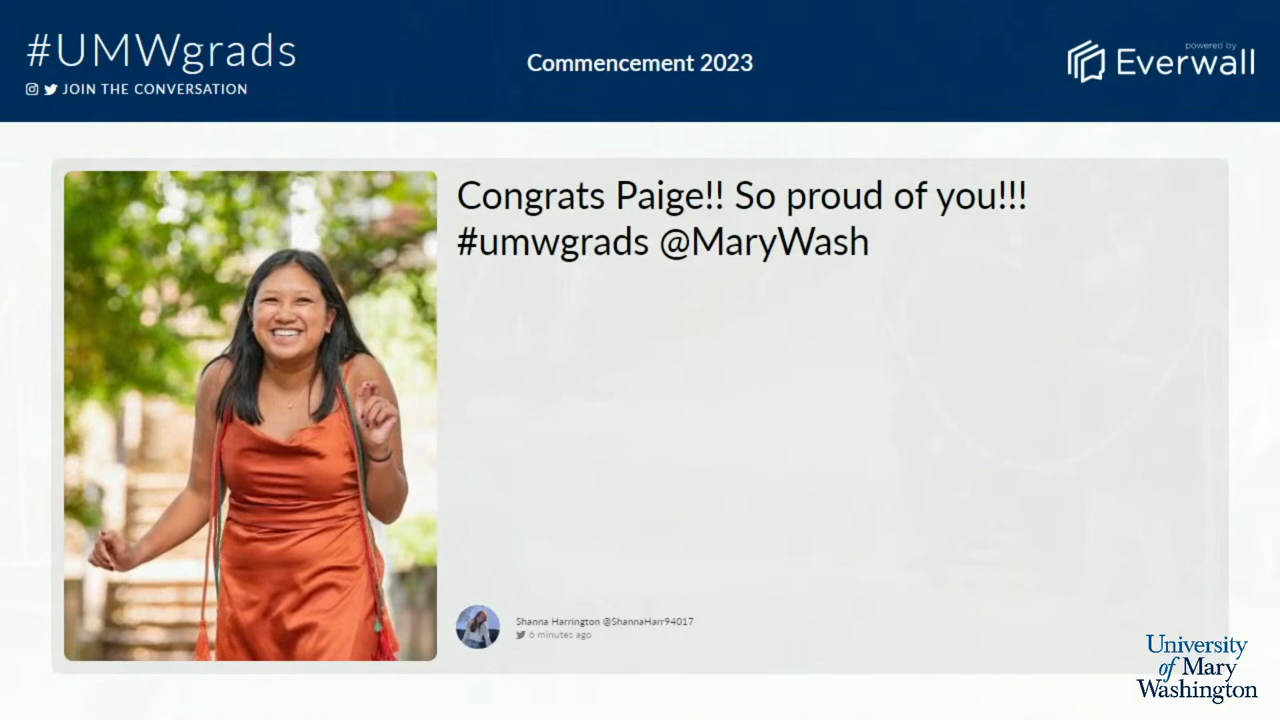 #UMWgrads
JOIN THE CONVERSATION
Commencement 2023
powered by
Everwall
Congrats Paige!! So proud of you!!!
#umwgrads @MaryWash
Shanna Harrington @ShannaHarr94017
6 minutes ago
University
of Mary
Washington